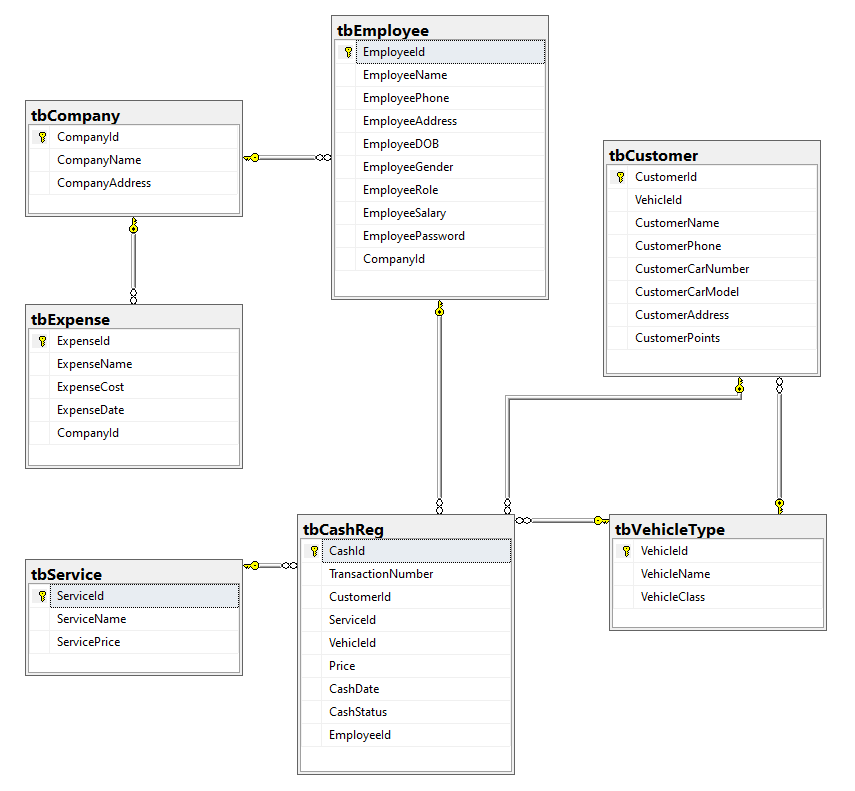 tbEmployee
EmployeeId
EmployeeName
EmployeePhone
EmployeeAddress
EmployeeDOB
EmployeeGender
EmployeeRole
EmployeeSalary
EmployeePassword
CompanyId
tbCompany
CompanyId
CompanyName
CompanyAddress
tbCustomer
CustomerId
VehicleId
CustomerName
CustomerPhone
CustomerCarNumber
CustomerCarModel
CustomerAddress
CustomerPoints
tbExpense
ExpenseId
ExpenseName
ExpenseCost
ExpenseDate
CompanyId
tbCashReg
CashId
TransactionNumber
CustomerId
ServiceId
VehicleId
Price
CashDate
CashStatus
EmployeeId
tbVehicleType
VehicleId
VehicleName
VehicleClass
tbService
ServiceId
ServiceName
ServicePrice